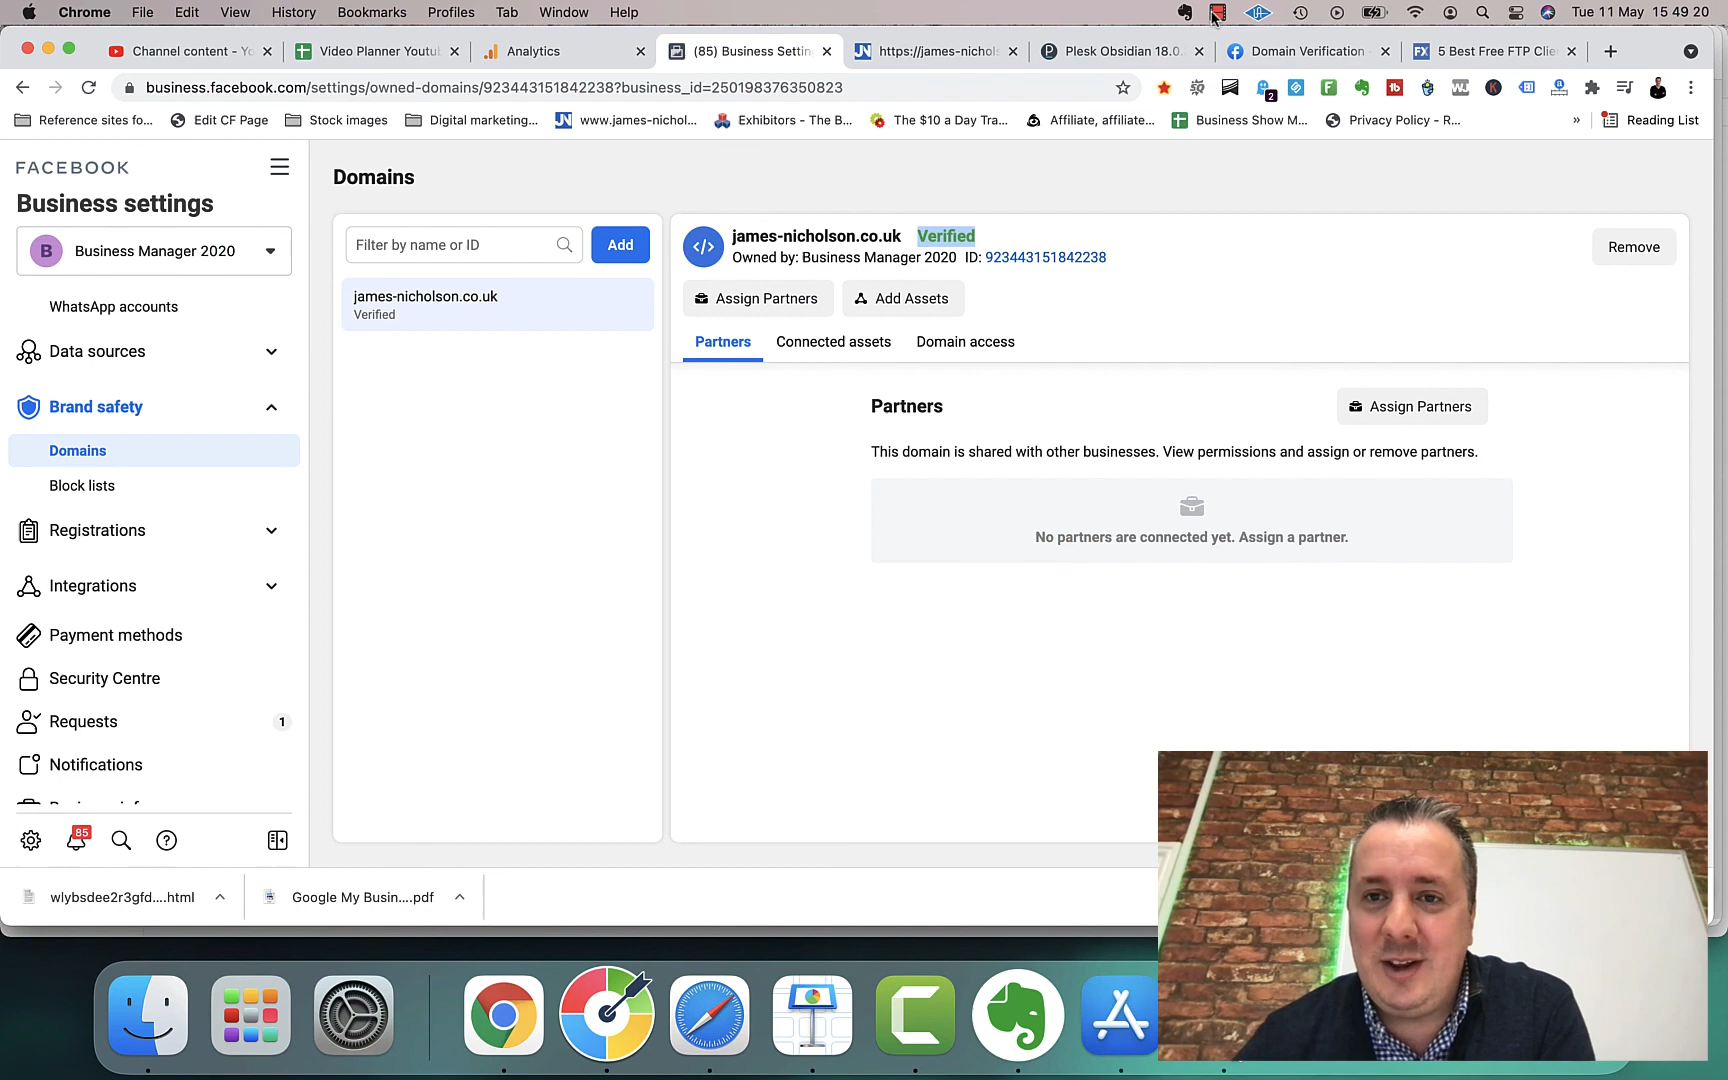 Chrome File Edit View History Bookmarks Profiles Tab Window Help Tue 11 May 15 49 20
Channel content - Yo
Video Planner Youtu
Analytics
(85) Business Settin
https://james-nichols
Plesk Obsidian 18.0.
Domain Verification
5 Best Free FTP Clie
business.facebook.com/settings/owned-domains/923443151842238?business_id=250198376350823
2
Reference sites fo...
Edit CF Page
Stock images
Digital marketing...
www.james-nichol...
Exhibitors - The B...
The $10 a Day Tra...
Affiliate, affiliate...
Business Show M...
Privacy Policy - R...
»
Reading List
FACEBOOK
Business settings
B Business Manager 2020
WhatsApp accounts
Data sources
Brand safety
Domains
Block lists
Registrations
Integrations
Payment methods
Security Centre
Requests 1
Notifications
85
Domains
Filter by name or ID
Add
james-nicholson.co.uk
Verified
james-nicholson.co.uk Verified
Owned by: Business Manager 2020 ID: 923443151842238
Remove
Assign Partners
Add Assets
Partners
Connected assets
Domain access
Partners
Assign Partners
This domain is shared with other businesses. View permissions and assign or remove partners.
No partners are connected yet. Assign a partner.
wlybsdee2r3gfd....html
Google My Busin....pdf